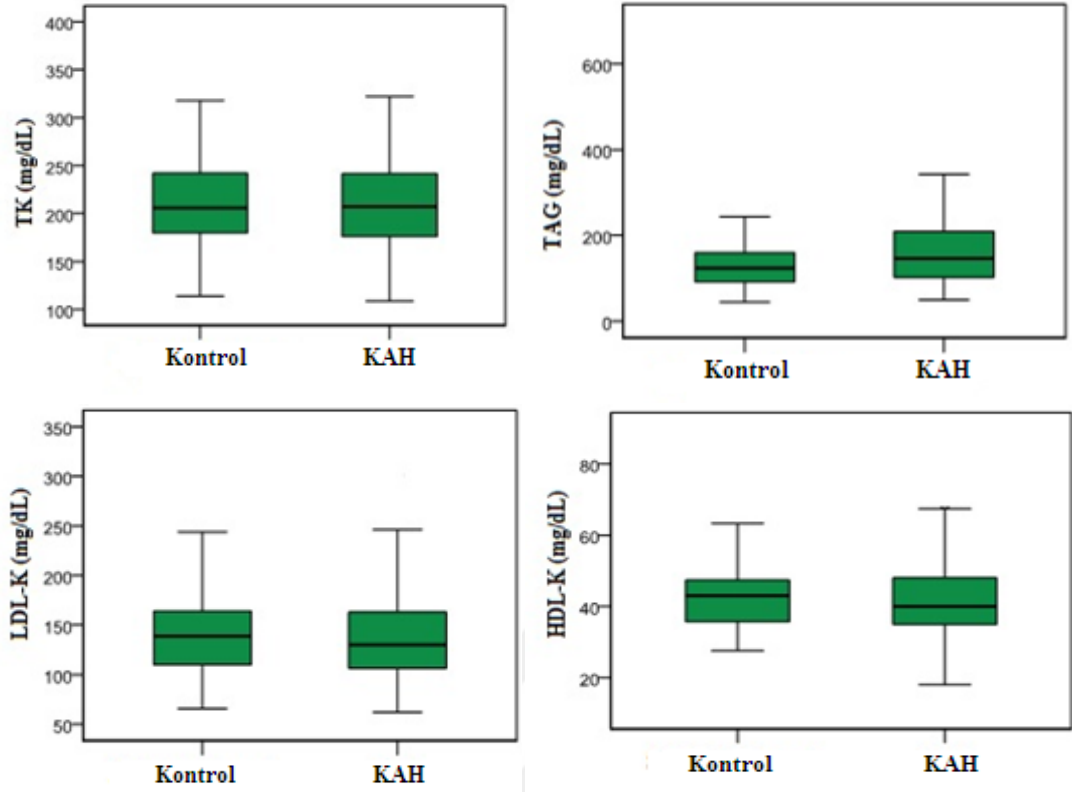 TK (mg/dL)
400
350
300
250
200
150
100
Kontrol KAH
TAG (mg/dL)
600
400
200
0
Kontrol KAH
LDL-K (mg/dL)
350
300
250
200
150
100
50
Kontrol KAH
HDL-K (mg/dL)
80
60
40
20
Kontrol KAH